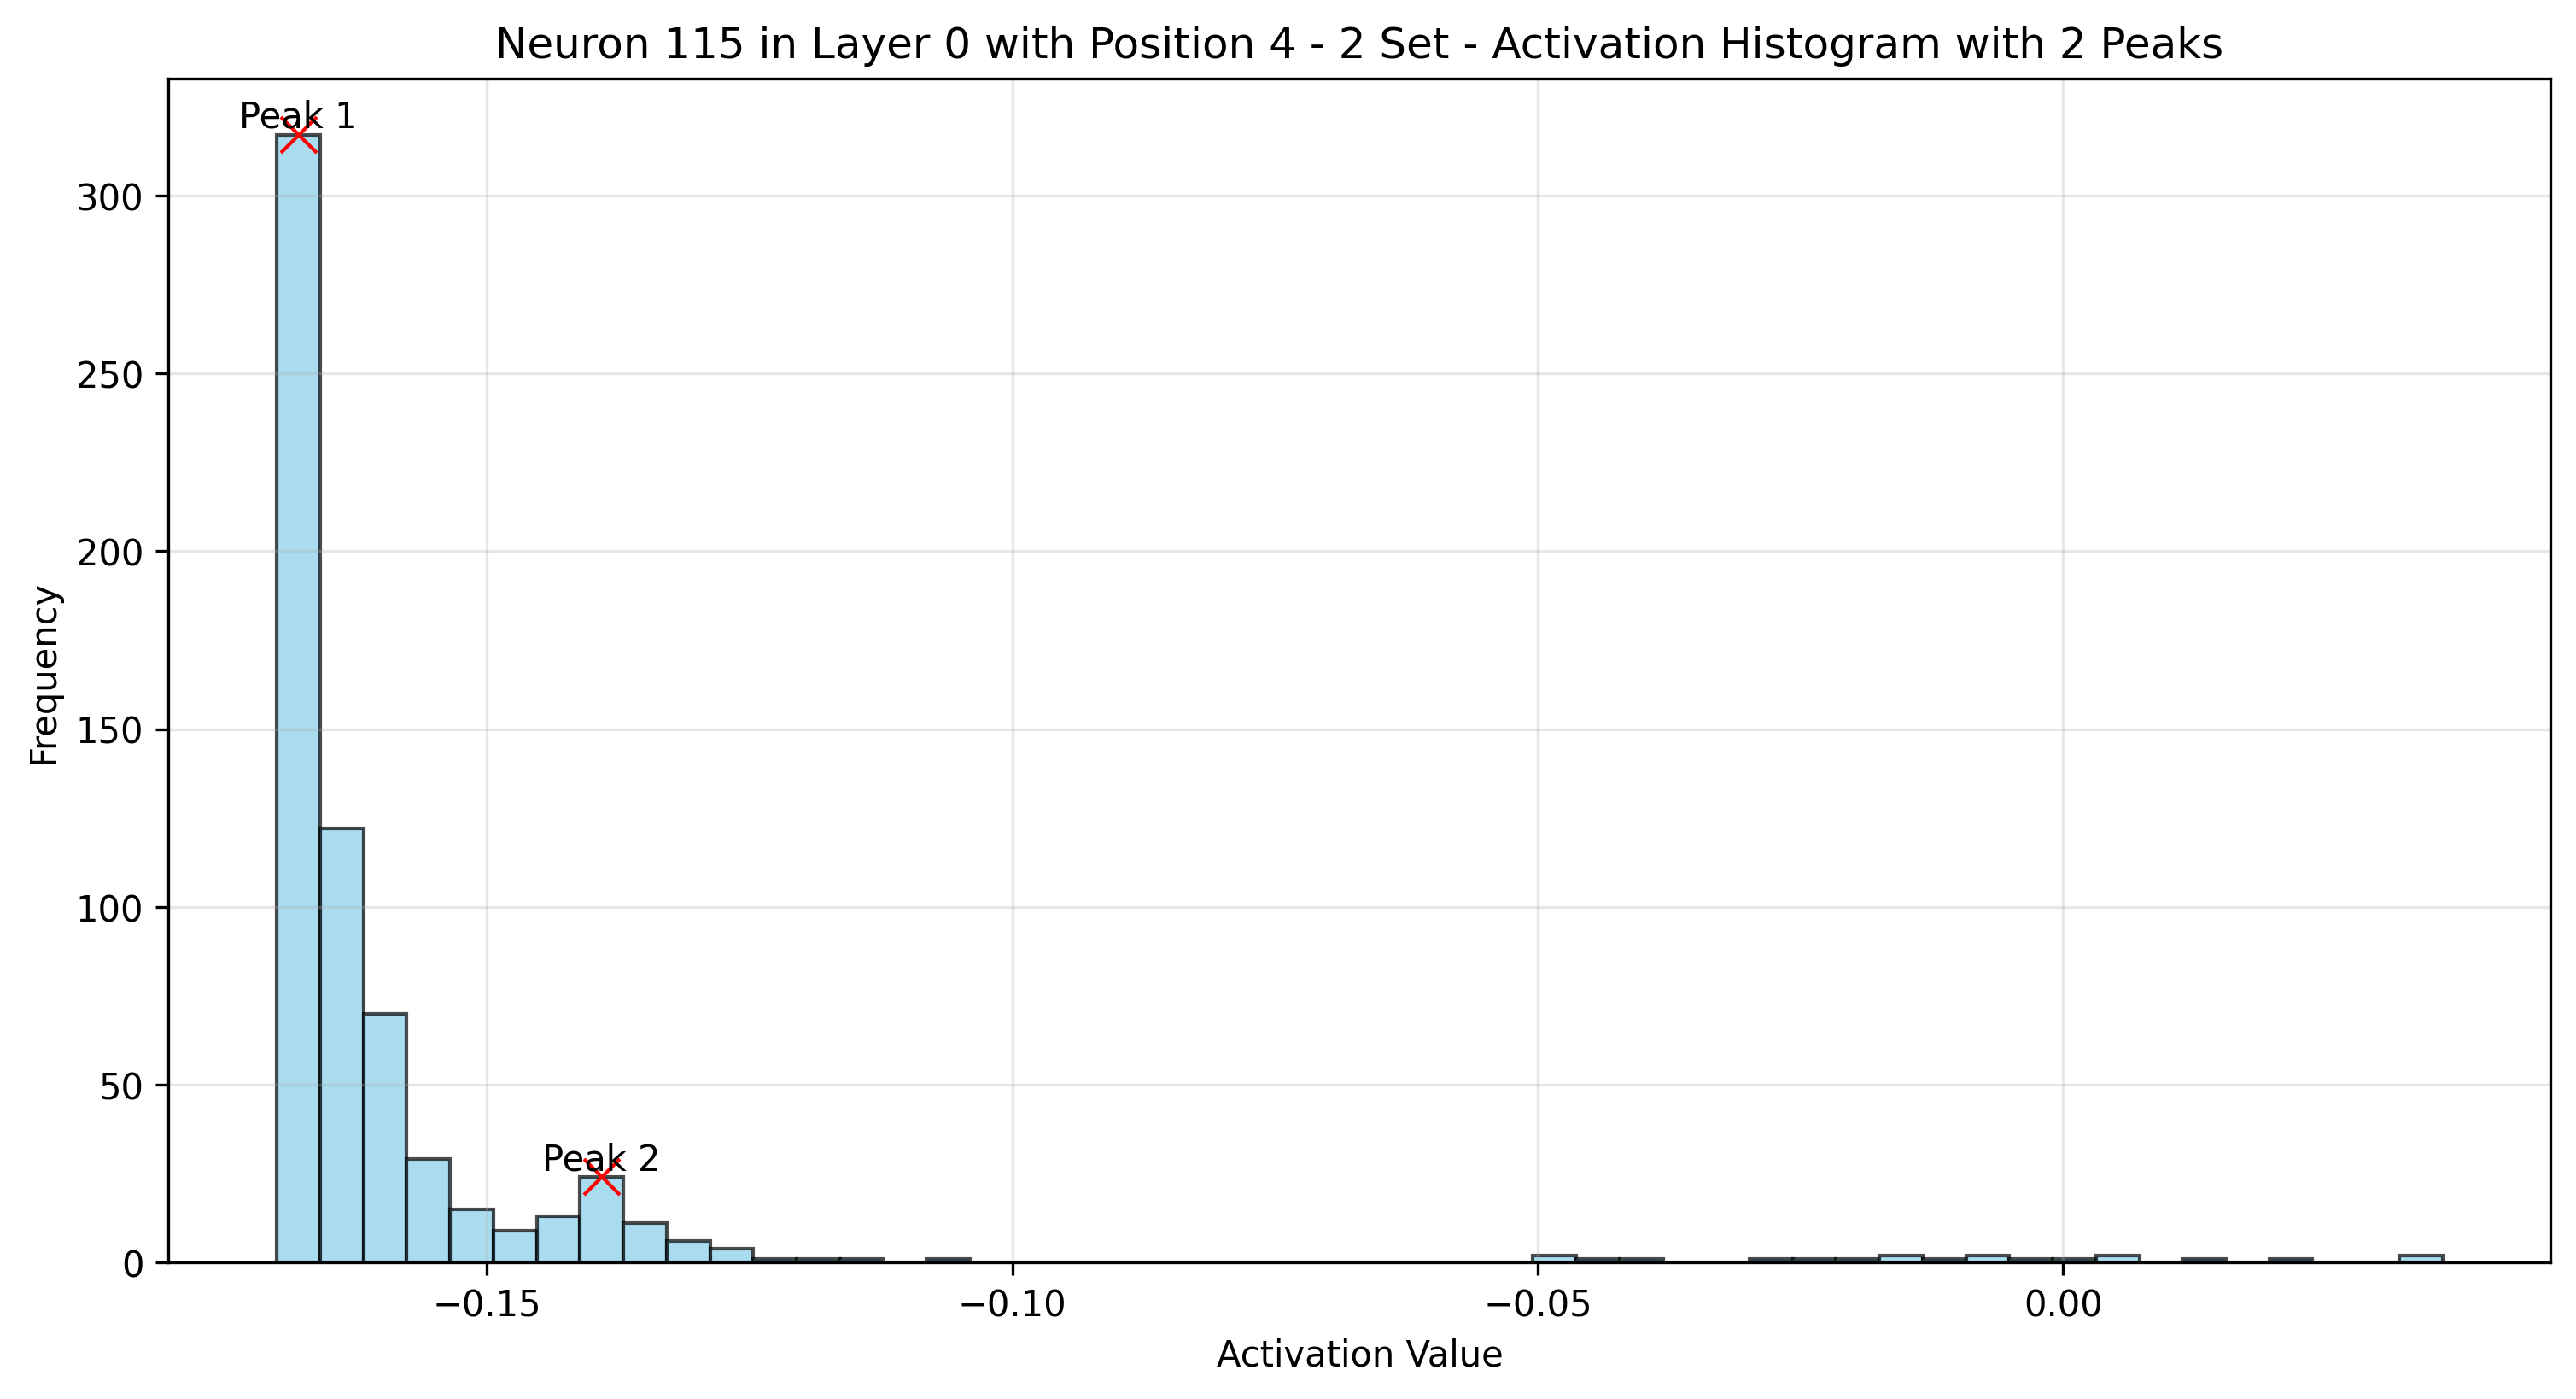 Neuron 115 in Layer 0 with Position 4 - 2 Set - Activation Histogram with 2 Peaks
Peak 1
300
250
200
150
100
50
0
Frequency
Peak 2
−0.15
−0.10
−0.05
0.00
Activation Value